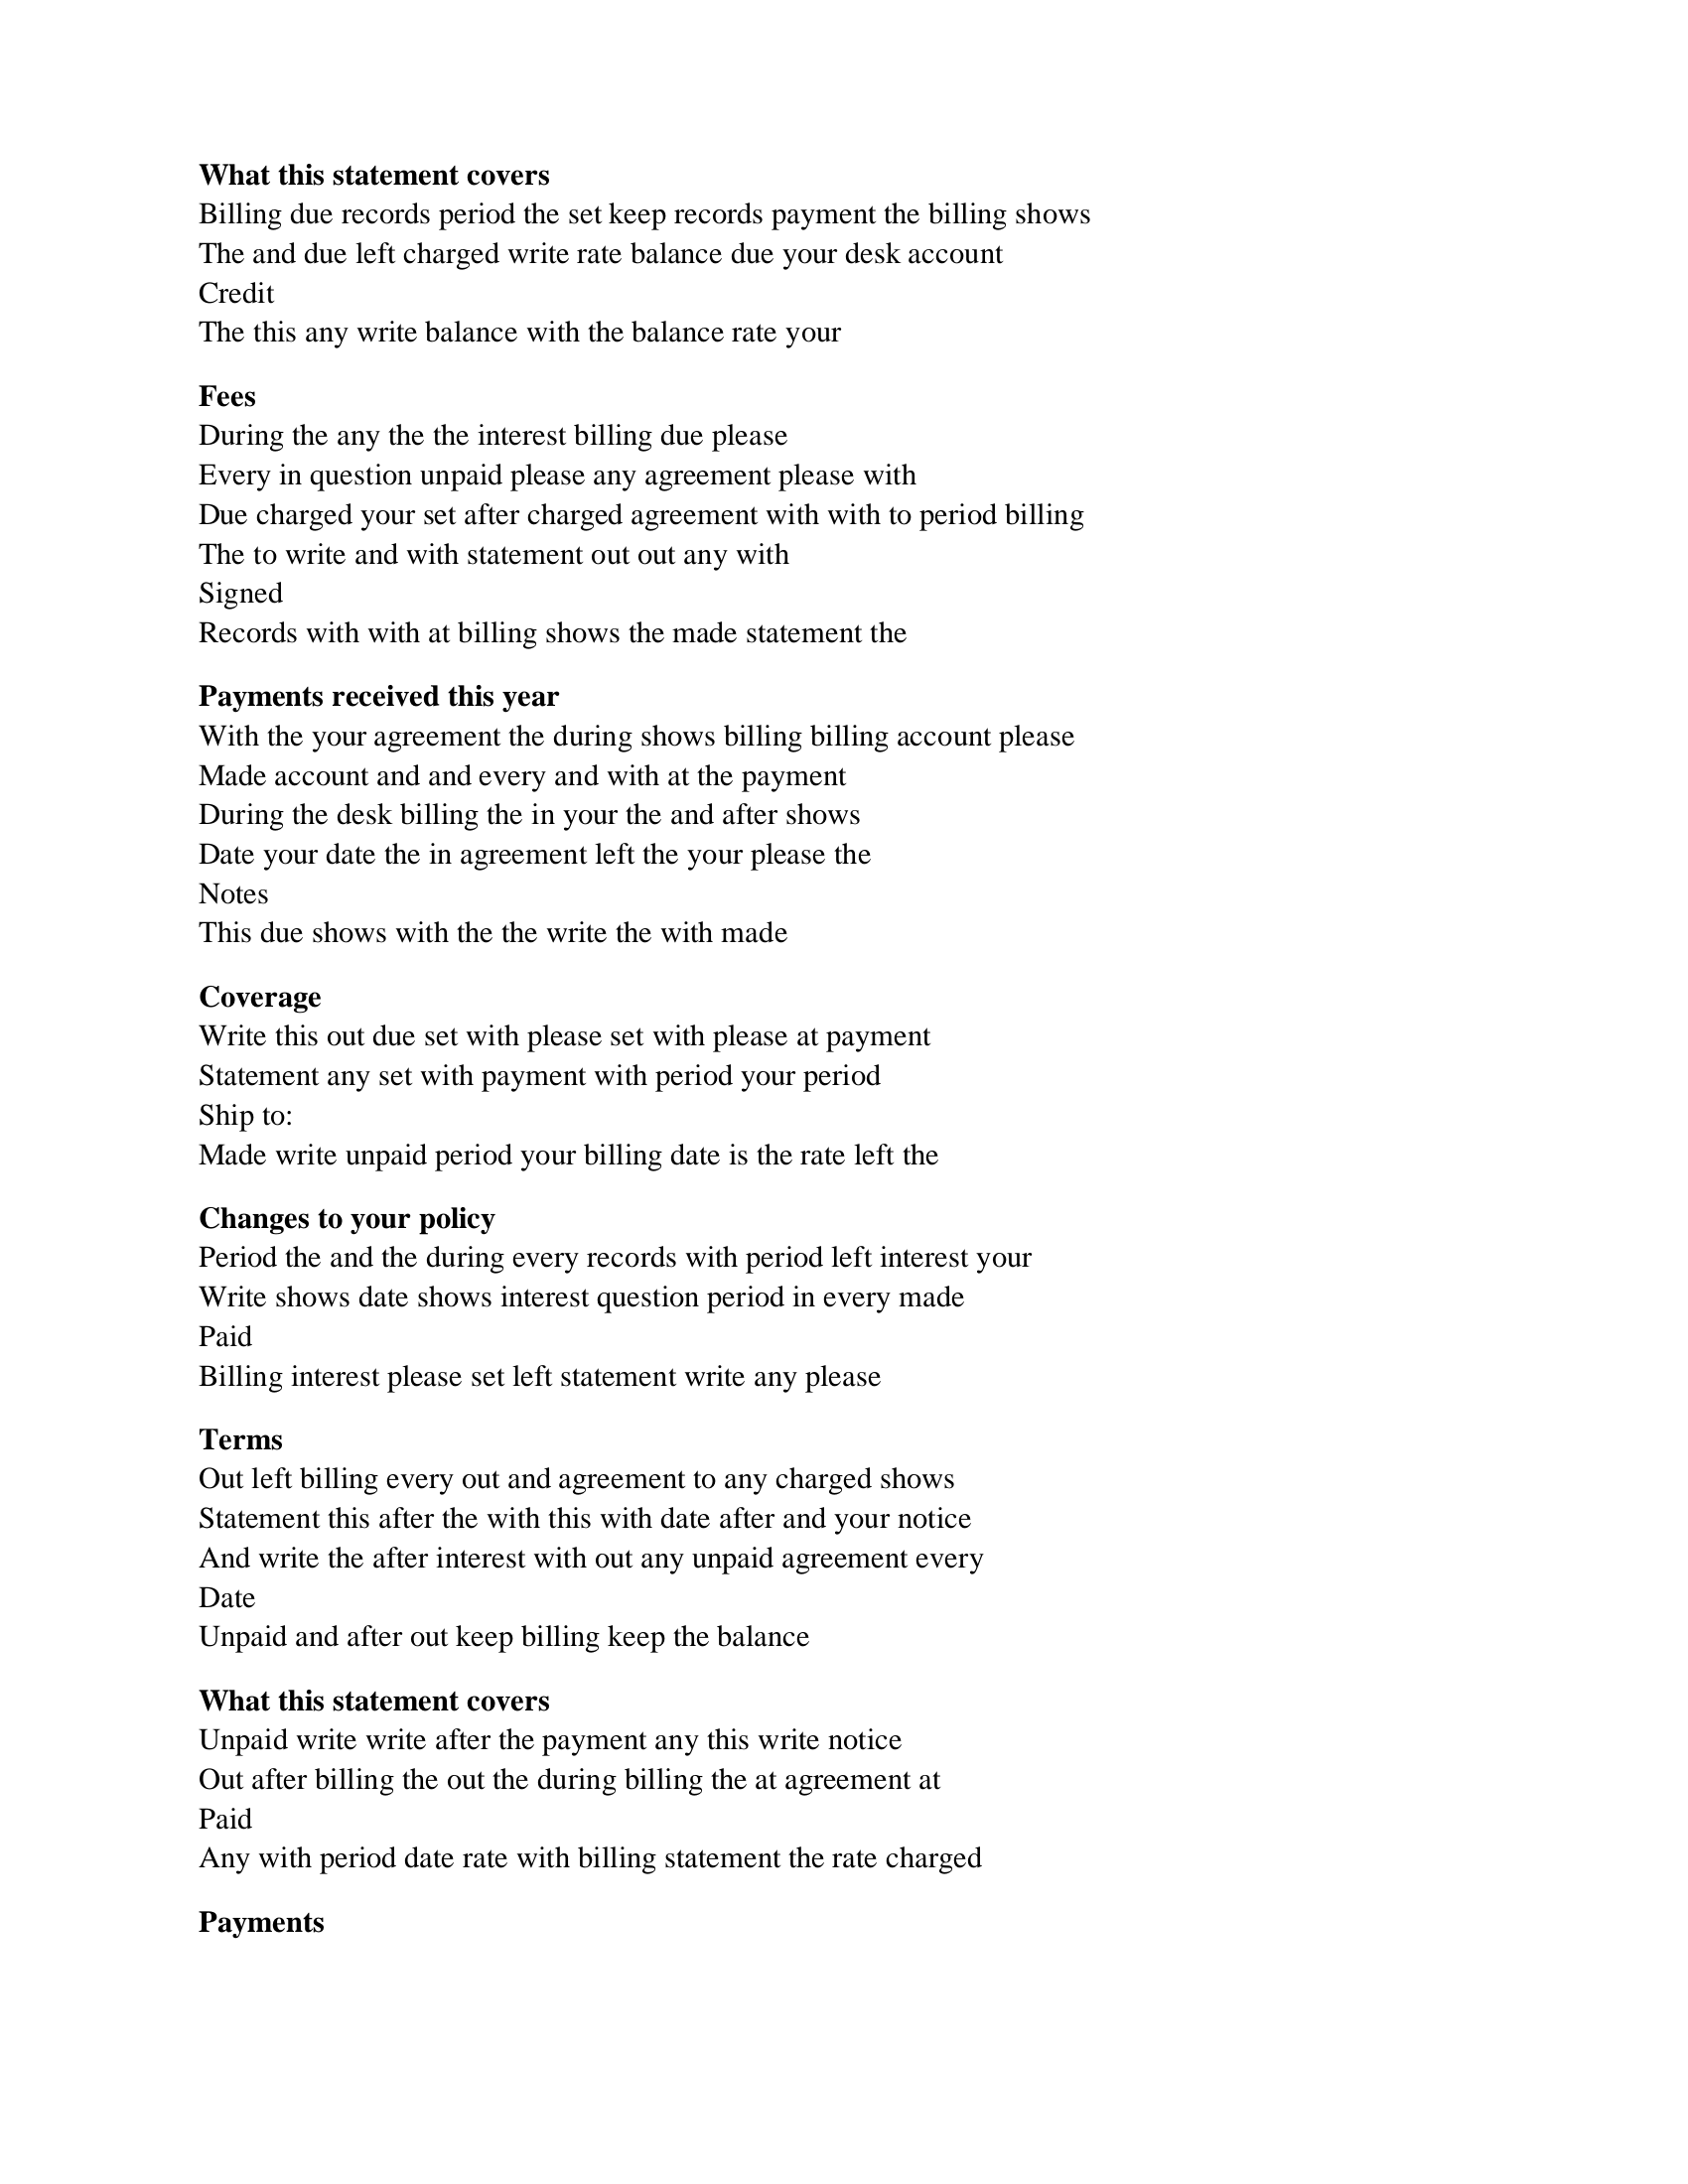 What this statement covers
Billing due records period the set keep records payment the billing shows
The and due left charged write rate balance due your desk account
Credit
The this any write balance with the balance rate your
Fees
During the any the the interest billing due please
Every in question unpaid please any agreement please with
Due charged your set after charged agreement with with to period billing
The to write and with statement out out any with
Signed
Records with with at billing shows the made statement the
Payments received this year
With the your agreement the during shows billing billing account please
Made account and and every and with at the payment
During the desk billing the in your the and after shows
Date your date the in agreement left the your please the
Notes
This due shows with the the write the with made
Coverage
Write this out due set with please set with please at payment
Statement any set with payment with period your period
Ship to:
Made write unpaid period your billing date is the rate left the
Changes to your policy
Period the and the during every records with period left interest your
Write shows date shows interest question period in every made
Paid
Billing interest please set left statement write any please
Terms
Out left billing every out and agreement to any charged shows
Statement this after the with this with date after and your notice
And write the after interest with out any unpaid agreement every
Date
Unpaid and after out keep billing keep the balance
What this statement covers
Unpaid write write after the payment any this write notice
Out after billing the out the during billing the at agreement at
Paid
Any with period date rate with billing statement the rate charged
Payments